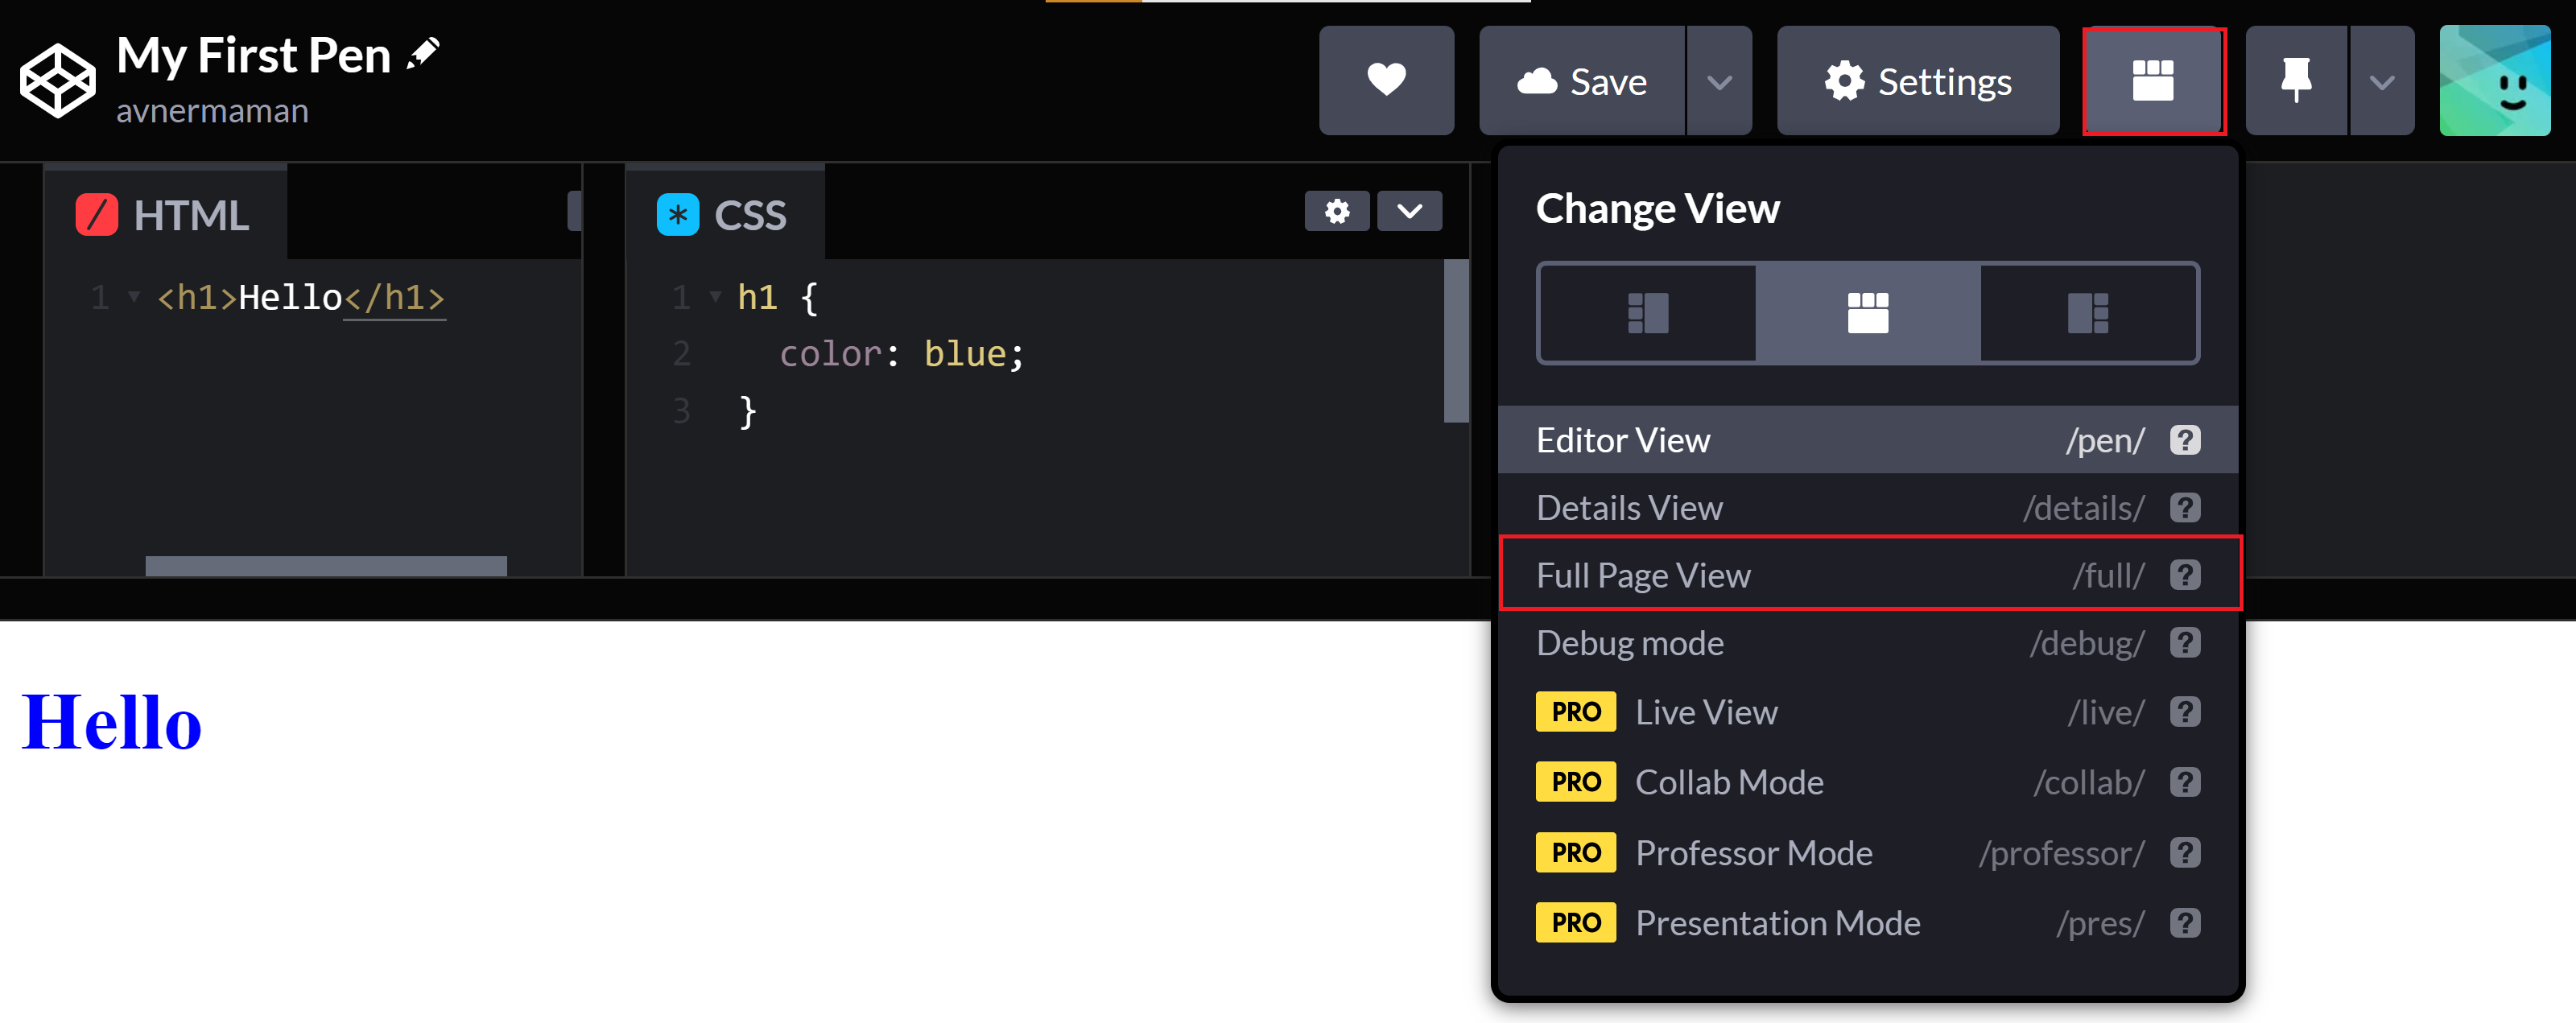 My First Pen
avnermaman
Save
Settings
HTML
1 <h1>Hello</h1>
CSS
1 h1 {
2 color: blue;
3 }
Change View
Editor View /pen/ ?
Details View /details/ ?
Full Page View /full/ ?
Debug mode /debug/ ?
PRO Live View /live/ ?
PRO Collab Mode /collab/ ?
PRO Professor Mode /professor/ ?
PRO Presentation Mode /pres/ ?
Hello